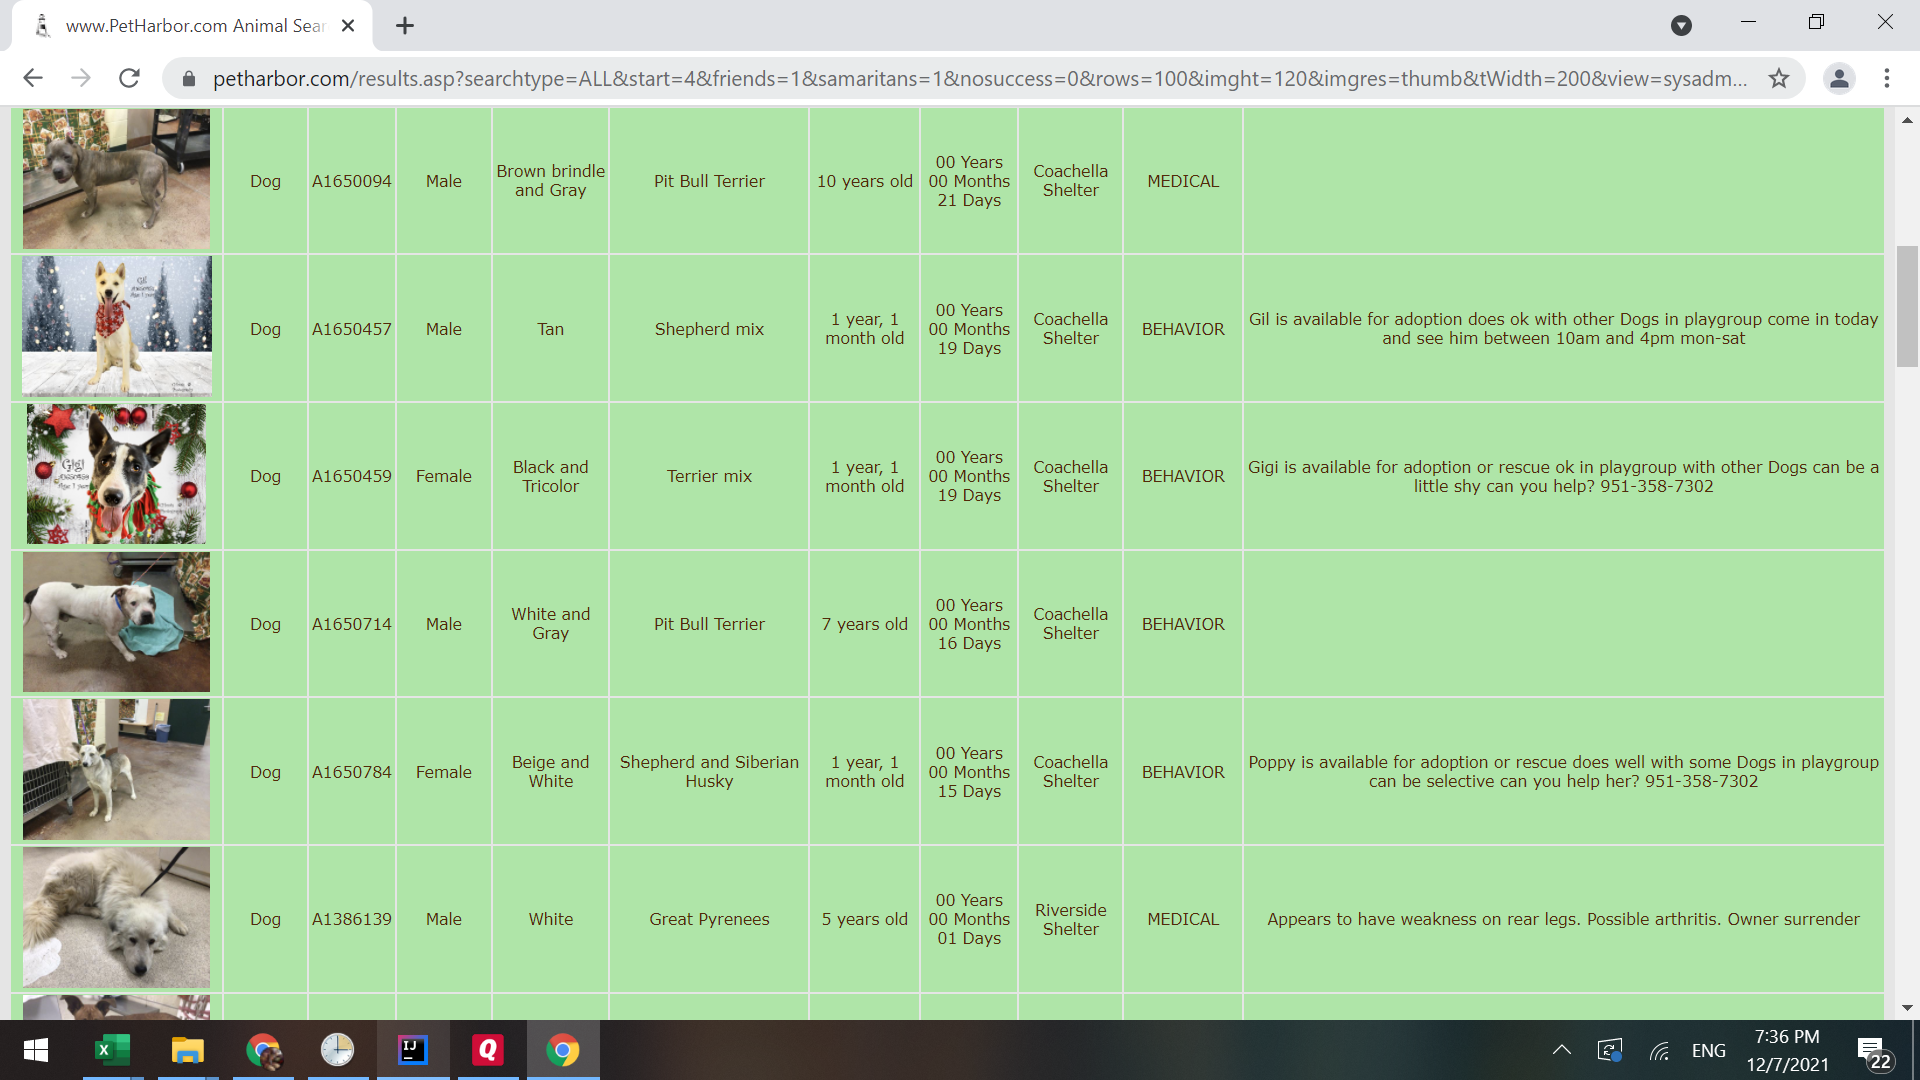 www.PetHarbor.com Animal Sear
petharbor.com/results.asp?searchtype=ALL&start=4&friends=1&samaritans=1&nosuccess=0&rows=100&imght=120&imgres=thumb&tWidth=200&view=sysadm...
Dog
A1650094
Male
Brown brindle
and Gray
Pit Bull Terrier
10 years old
00 Years
00 Months
21 Days
Coachella
Shelter
MEDICAL
Gil
Dog
A1650457
Male
Tan
Shepherd mix
1 year, 1
month old
00 Years
00 Months
19 Days
Coachella
Shelter
BEHAVIOR
Gil is available for adoption does ok with other Dogs in playgroup come in today
and see him between 10am and 4pm mon-sat
Gigi
Dog
A1650459
Female
Black and
Tricolor
Terrier mix
1 year, 1
month old
00 Years
00 Months
19 Days
Coachella
Shelter
BEHAVIOR
Gigi is available for adoption or rescue ok in playgroup with other Dogs can be a
little shy can you help? 951-358-7302
Dog
A1650714
Male
White and
Gray
Pit Bull Terrier
7 years old
00 Years
00 Months
16 Days
Coachella
Shelter
BEHAVIOR
Dog
A1650784
Female
Beige and
White
Shepherd and Siberian
Husky
1 year, 1
month old
00 Years
00 Months
15 Days
Coachella
Shelter
BEHAVIOR
Poppy is available for adoption or rescue does well with some Dogs in playgroup
can be selective can you help her? 951-358-7302
Dog
A1386139
Male
White
Great Pyrenees
5 years old
00 Years
00 Months
01 Days
Riverside
Shelter
MEDICAL
Appears to have weakness on rear legs. Possible arthritis. Owner surrender
X
IJ
Q
ENG
7:36 PM
12/7/2021
22